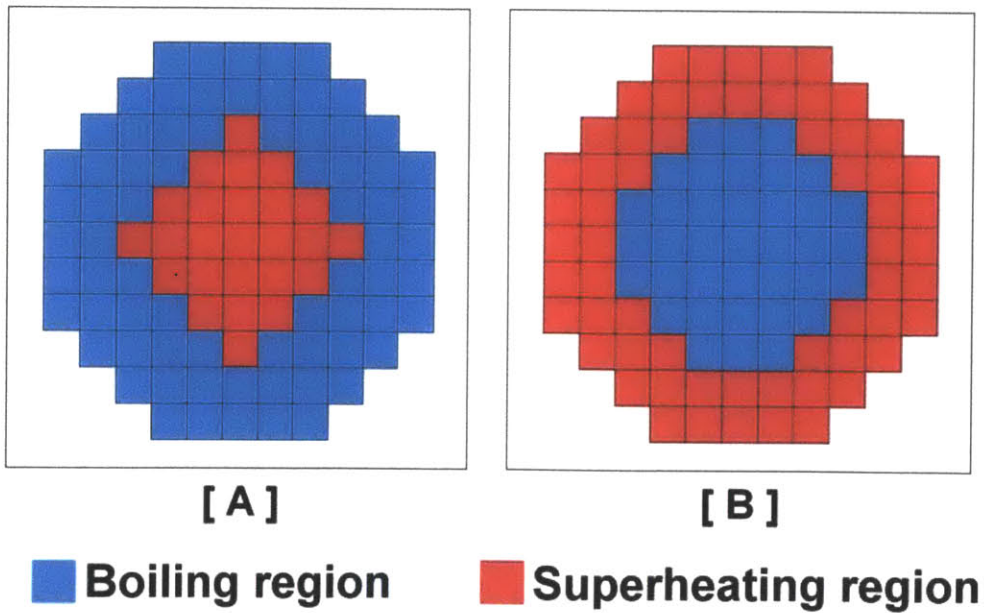 [ A ]
[ B ]
Boiling region
Superheating region